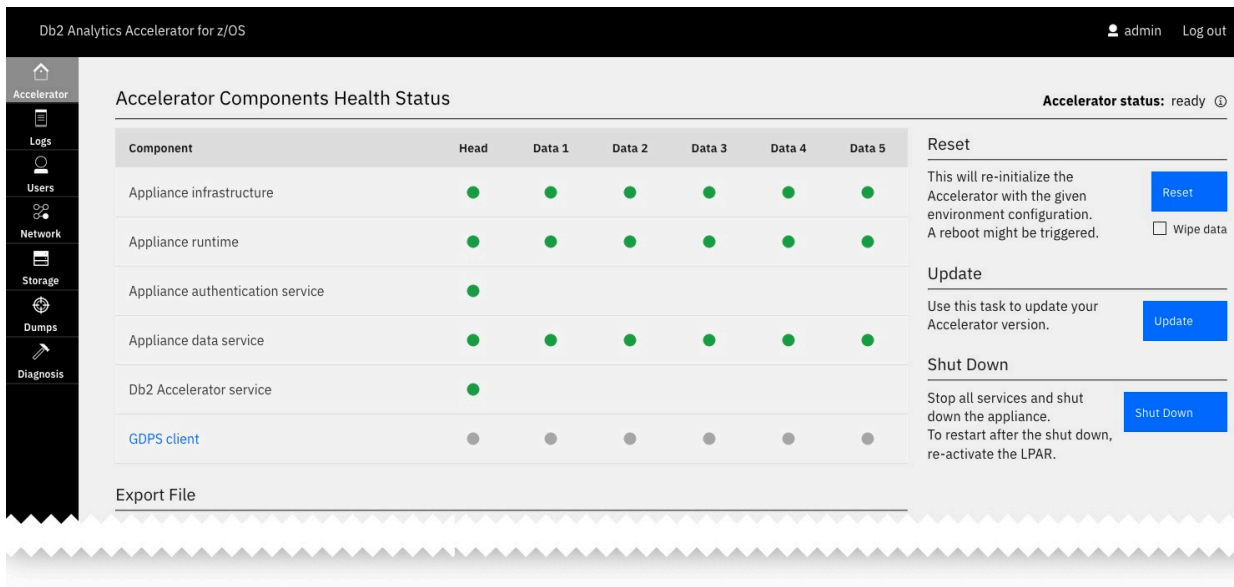 Db2 Analytics Accelerator for z/OS
admin Log out
Accelerator
Logs
Users
Network
Storage
Dumps
Diagnosis
Accelerator Components Health Status
Accelerator status: ready
Component Head Data 1 Data 2 Data 3 Data 4 Data 5
Appliance infrastructure
Appliance runtime
Appliance authentication service
Appliance data service
Db2 Accelerator service
GDPS client
Export File
Reset
This will re-initialize the
Accelerator with the given
environment configuration.
A reboot might be triggered.
Reset
Wipe data
Update
Use this task to update your
Accelerator version.
Update
Shut Down
Stop all services and shut
down the appliance.
To restart after the shut down,
re-activate the LPAR.
Shut Down